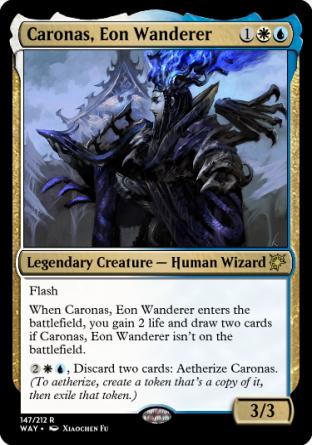 Caronas, Eon Wanderer 1
Legendary Creature — Human Wizard
Flash
When Caronas, Eon Wanderer enters the
battlefield, you gain 2 life and draw two cards
if Caronas, Eon Wanderer isn't on the
battlefield.
2, Discard two cards: Aetherize Caronas.
(To aetherize, create a token that's a copy of it,
then exile that token.)
3/3
147/212 R
WAY • Xiaochen Fu